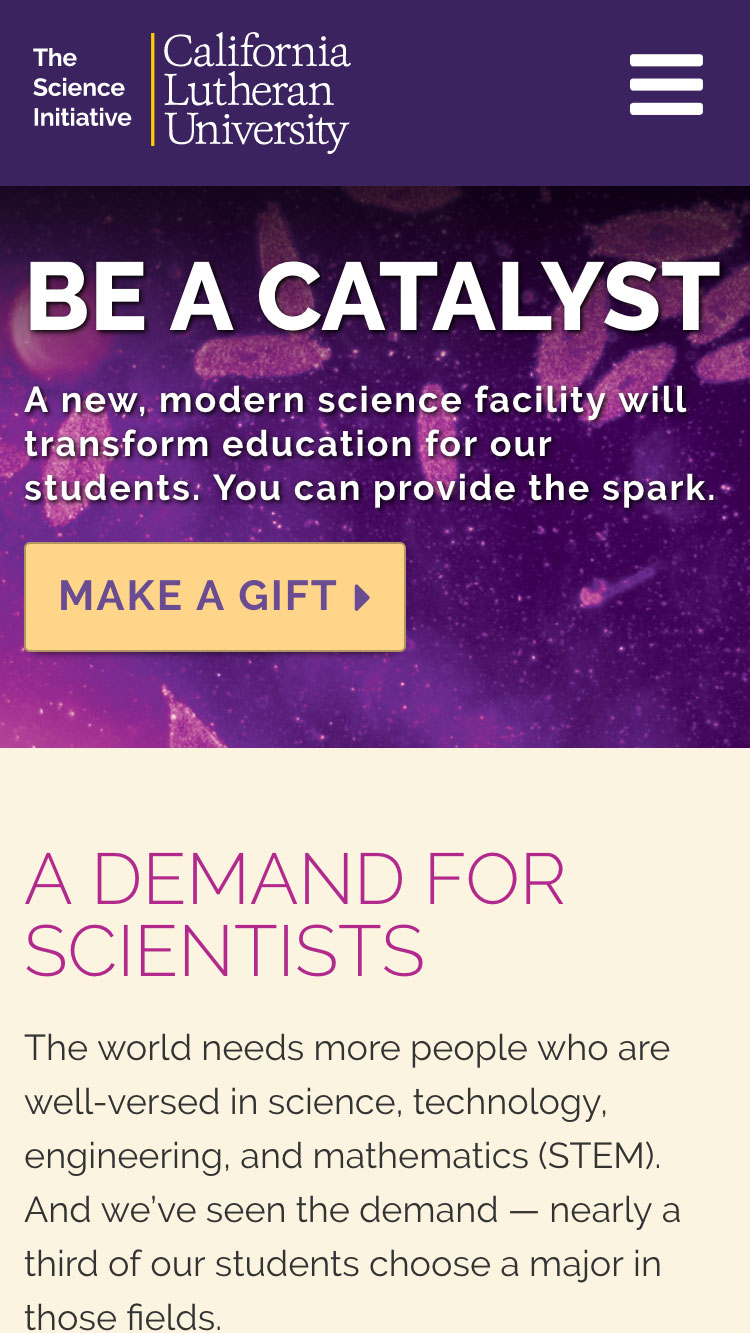 The
Science
Initiative
California
Lutheran
University
BE A CATALYST
A new, modern science facility will
transform education for our
students. You can provide the spark.
MAKE A GIFT
A DEMAND FOR
SCIENTISTS
The world needs more people who are
well-versed in science, technology,
engineering, and mathematics (STEM).
And we’ve seen the demand — nearly a
third of our students choose a major in
those fields.